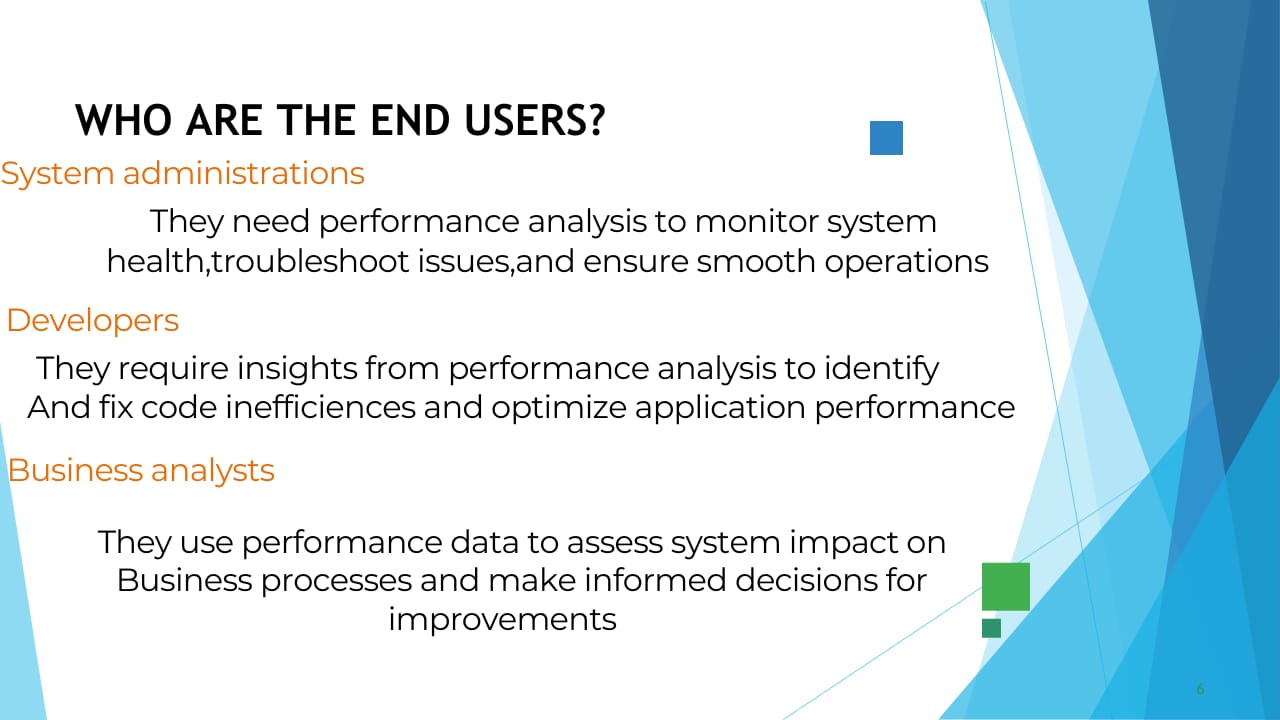 WHO ARE THE END USERS?
System administrations
They need performance analysis to monitor system
health,troubleshoot issues,and ensure smooth operations
Developers
They require insights from performance analysis to identify
And fix code inefficiences and optimize application performance
Business analysts
They use performance data to assess system impact on
Business processes and make informed decisions for
improvements
6